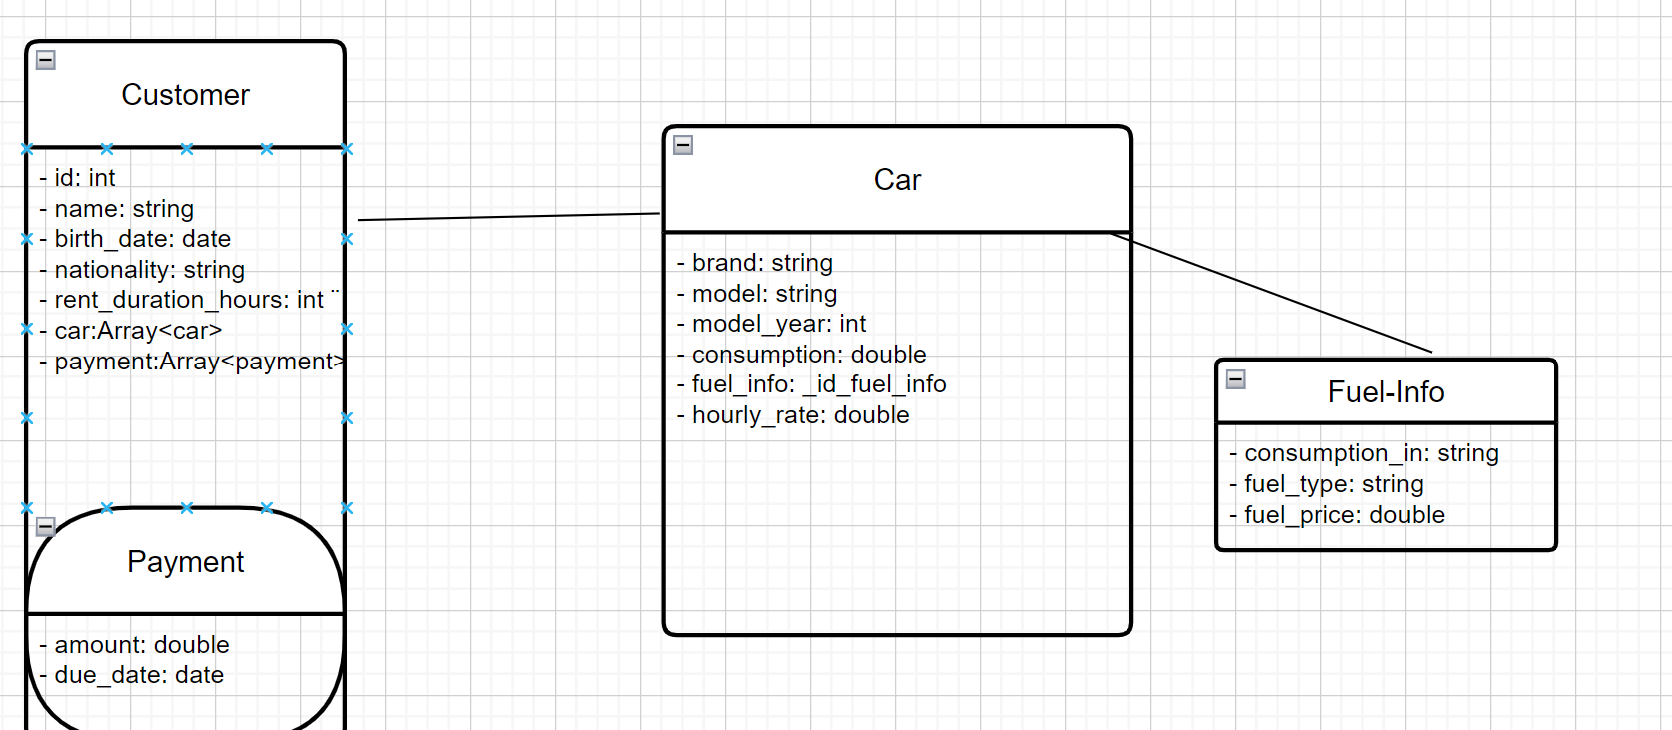 Customer
- id: int
- name: string
- birth_date: date
- nationality: string
- rent_duration_hours: int ¨
- car:Array<car>
- payment:Array<payment>
Payment
- amount: double
- due_date: date
Car
- brand: string
- model: string
- model_year: int
- consumption: double
- fuel_info: _id_fuel_info
- hourly_rate: double
Fuel-Info
- consumption_in: string
- fuel_type: string
- fuel_price: double